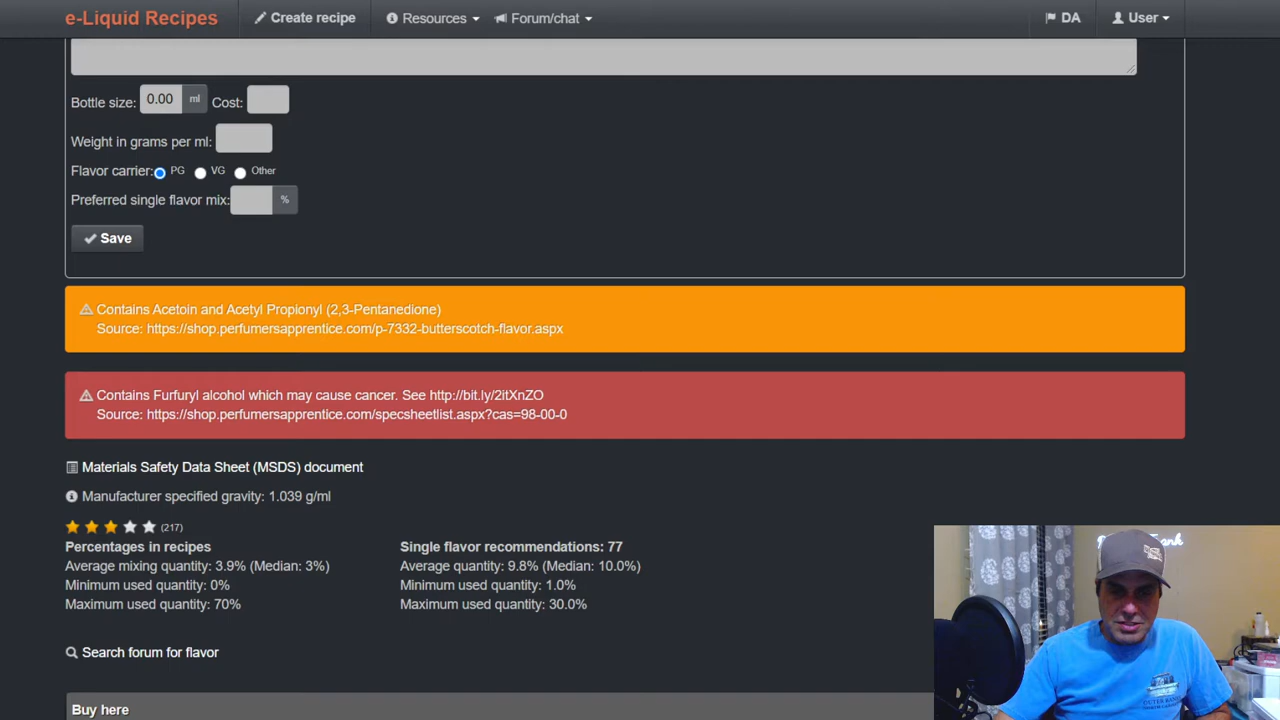 e-Liquid Recipes
Create recipe
Resources
Forum/chat
DA
User
Bottle size: 0.00 ml Cost:
Weight in grams per ml:
Flavor carrier: PG VG Other
Preferred single flavor mix: %
Save
Contains Acetoin and Acetyl Propionyl (2,3-Pentanedione)
Source: https://shop.perfumersapprentice.com/p-7332-butterscotch-flavor.aspx
Contains Furfuryl alcohol which may cause cancer. See http://bit.ly/2itXnZO
Source: https://shop.perfumersapprentice.com/specsheetlist.aspx?cas=98-00-0
Materials Safety Data Sheet (MSDS) document
Manufacturer specified gravity: 1.039 g/ml
(217)
Percentages in recipes
Average mixing quantity: 3.9% (Median: 3%)
Minimum used quantity: 0%
Maximum used quantity: 70%
Single flavor recommendations: 77
Average quantity: 9.8% (Median: 10.0%)
Minimum used quantity: 1.0%
Maximum used quantity: 30.0%
Search forum for flavor
Buy here